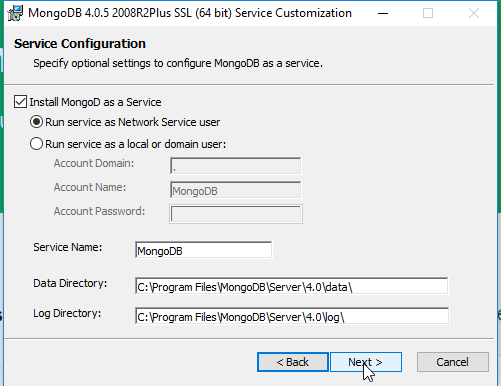 MongoDB 4.0.5 2008R2Plus SSL (64 bit) Service Customization
Service Configuration
Specify optional settings to configure MongoDB as a service.
Install MongoD as a Service
Run service as Network Service user
Run service as a local or domain user:
Account Domain: .
Account Name: MongoDB
Account Password:
Service Name: MongoDB
Data Directory: C:\Program Files\MongoDB\Server\4.0\data\
Log Directory: C:\Program Files\MongoDB\Server\4.0\log\
< Back Next > Cancel